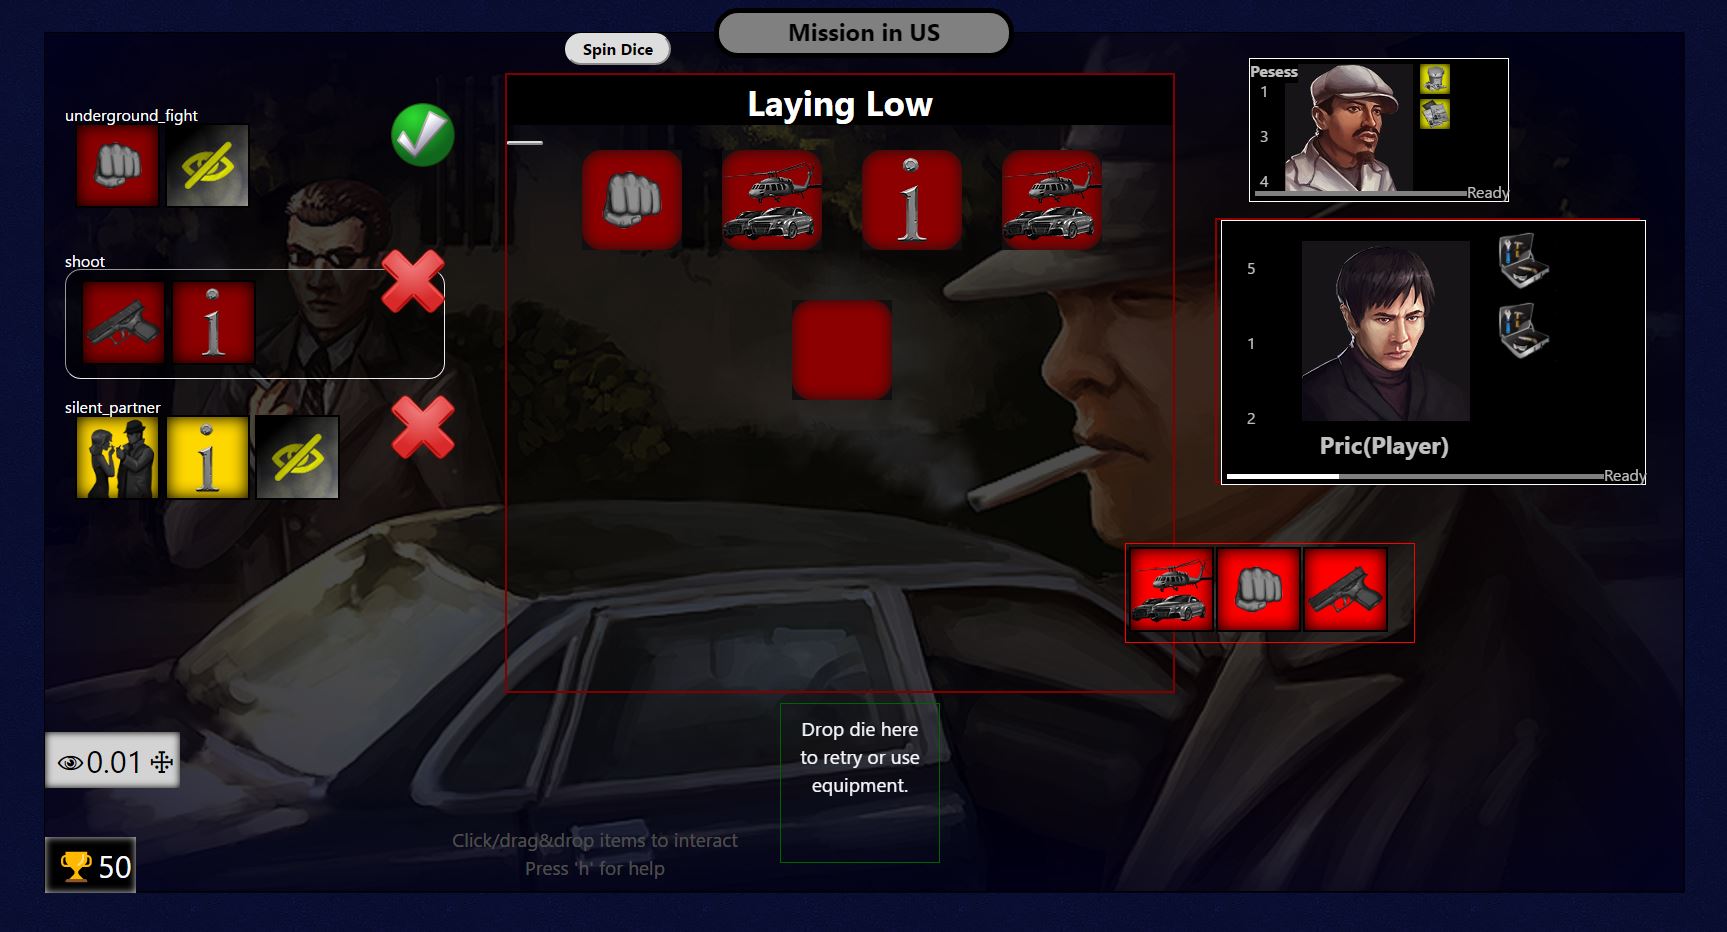 Mission in US
Spin Dice
Laying Low
underground_fight
shoot
silent_partner
Pesess
1
3
4
Ready
5
1
2
Pric(Player)
Ready
Drop die here
to retry or use
equipment.
0.01
50
Click/drag&drop items to interact
Press 'h' for help